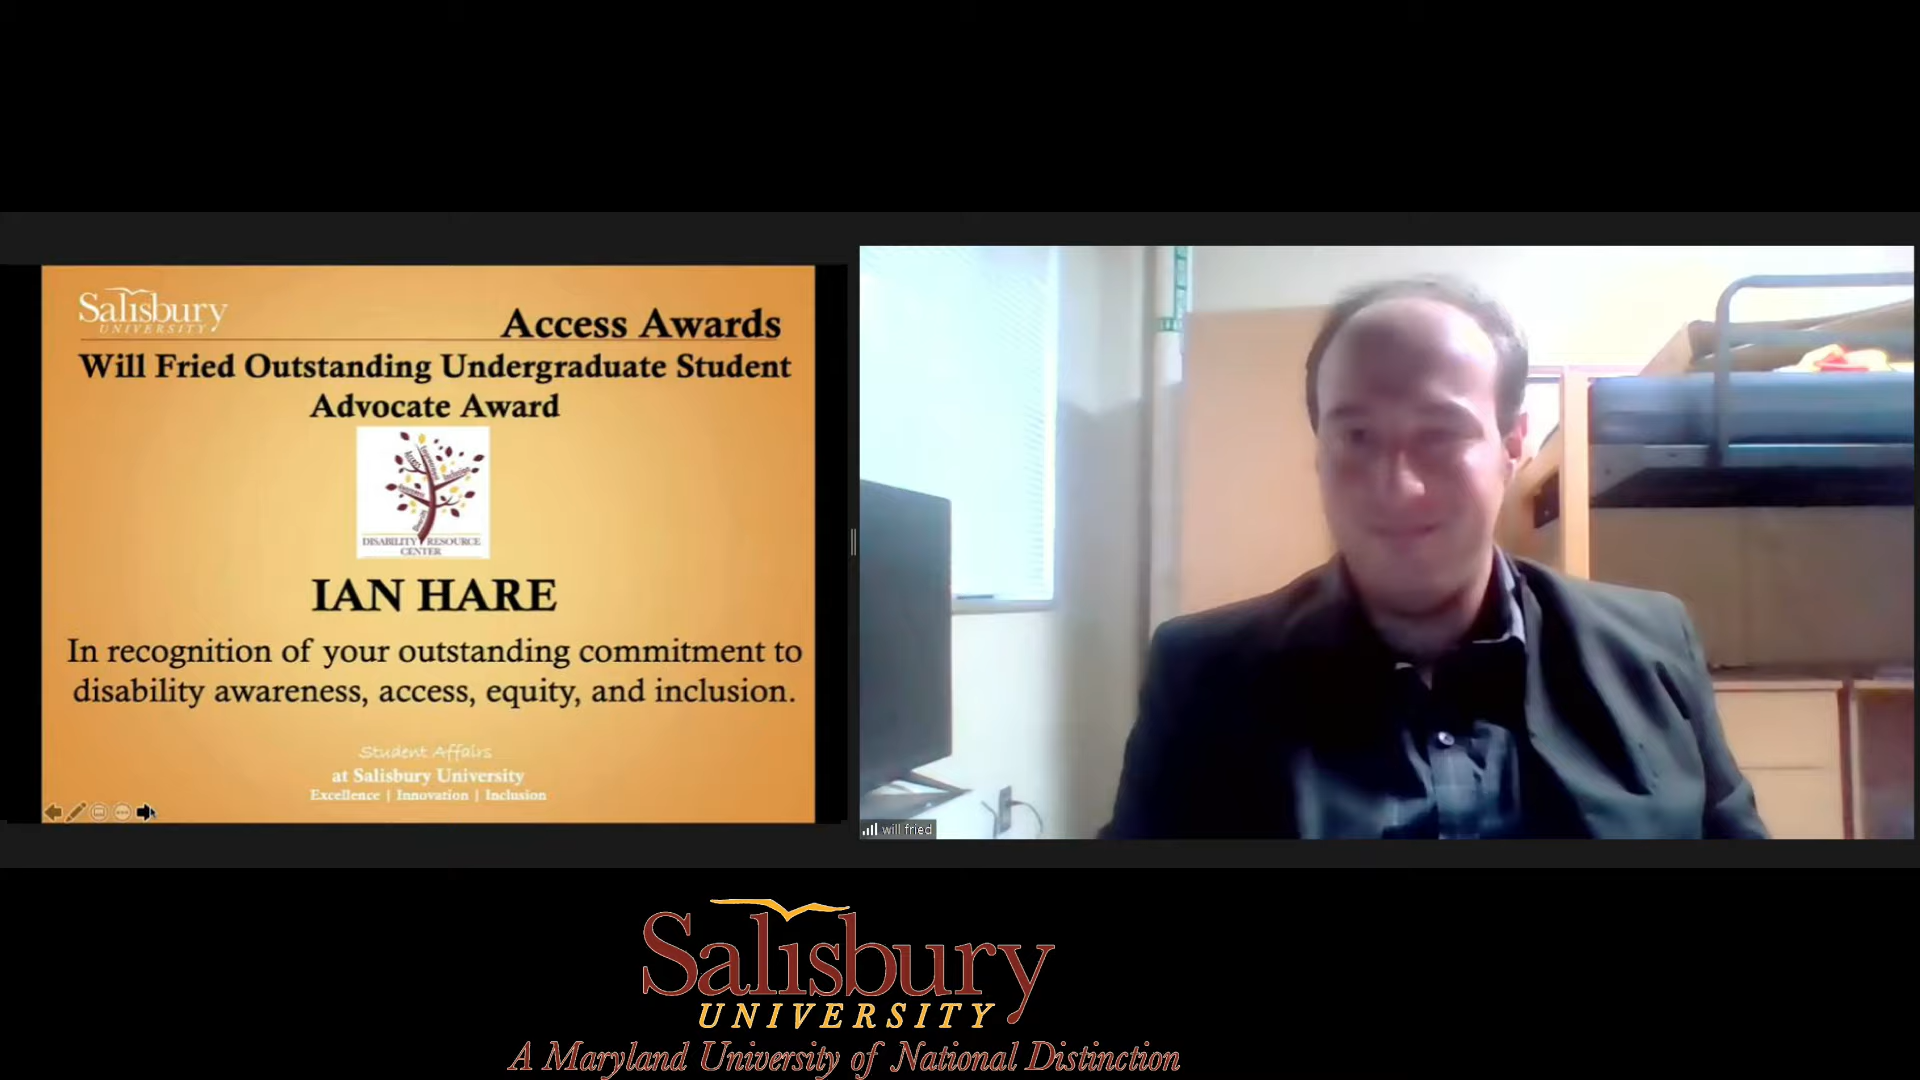 Salisbury
UNIVERSITY
Access Awards
Will Fried Outstanding Undergraduate Student
Advocate Award
DISABILITY RESOURCE
CENTER
IAN HARE
In recognition of your outstanding commitment to
disability awareness, access, equity, and inclusion.
Student Affairs
at Salisbury University
Excellence | Innovation | Inclusion
will fried
Salisbury
UNIVERSITY
A Maryland University of National Distinction